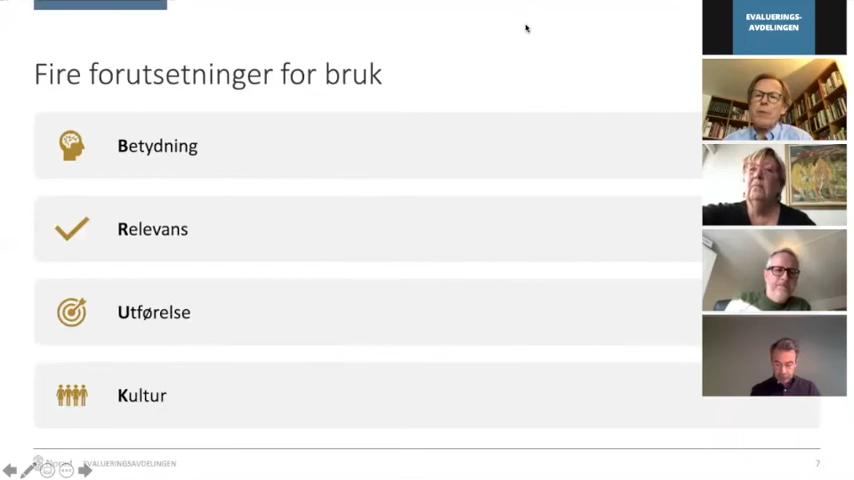 EVALUERINGS-
AVDELINGEN
Fire forutsetninger for bruk
Betydning
Relevans
Utførelse
Kultur
EVALUERINGSAVDELINGEN
7